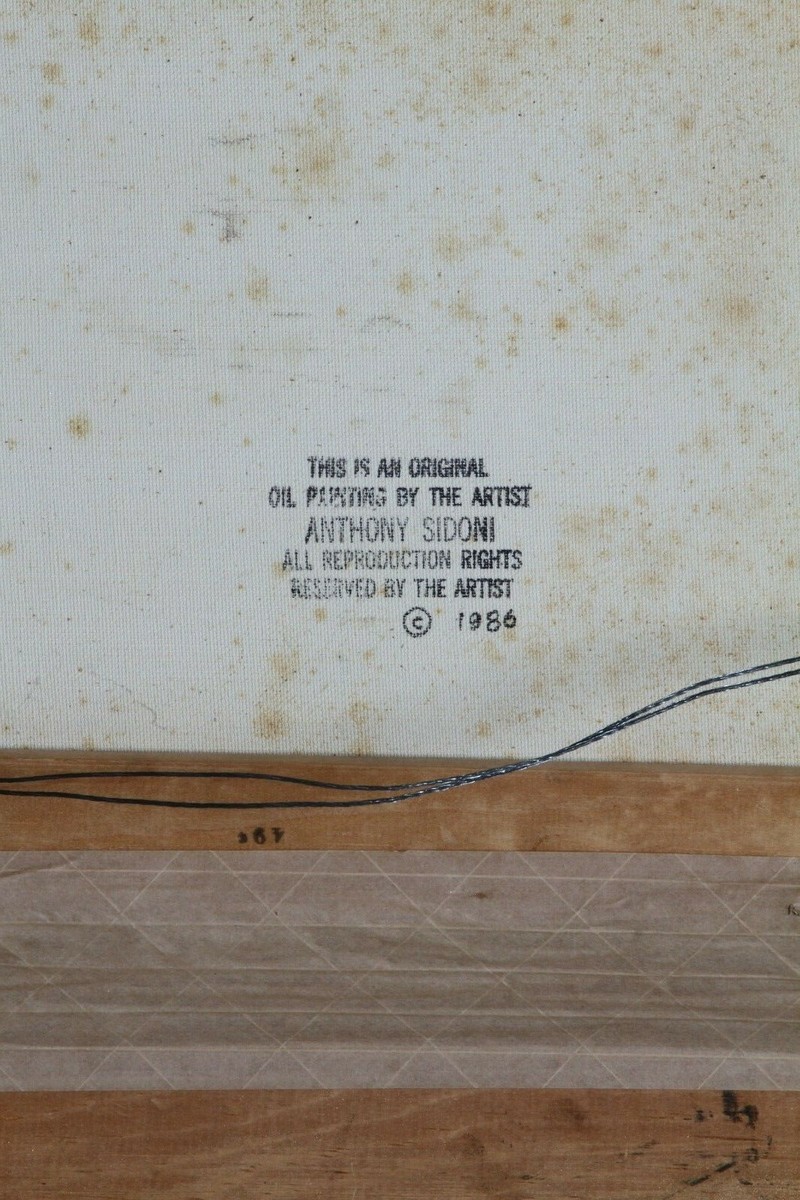 THIS IS AN ORIGINAL
OIL PAINTING BY THE ARTIST
ANTHONY SIDONI
ALL REPRODUCTION RIGHTS
RESERVED BY THE ARTIST
© 1986